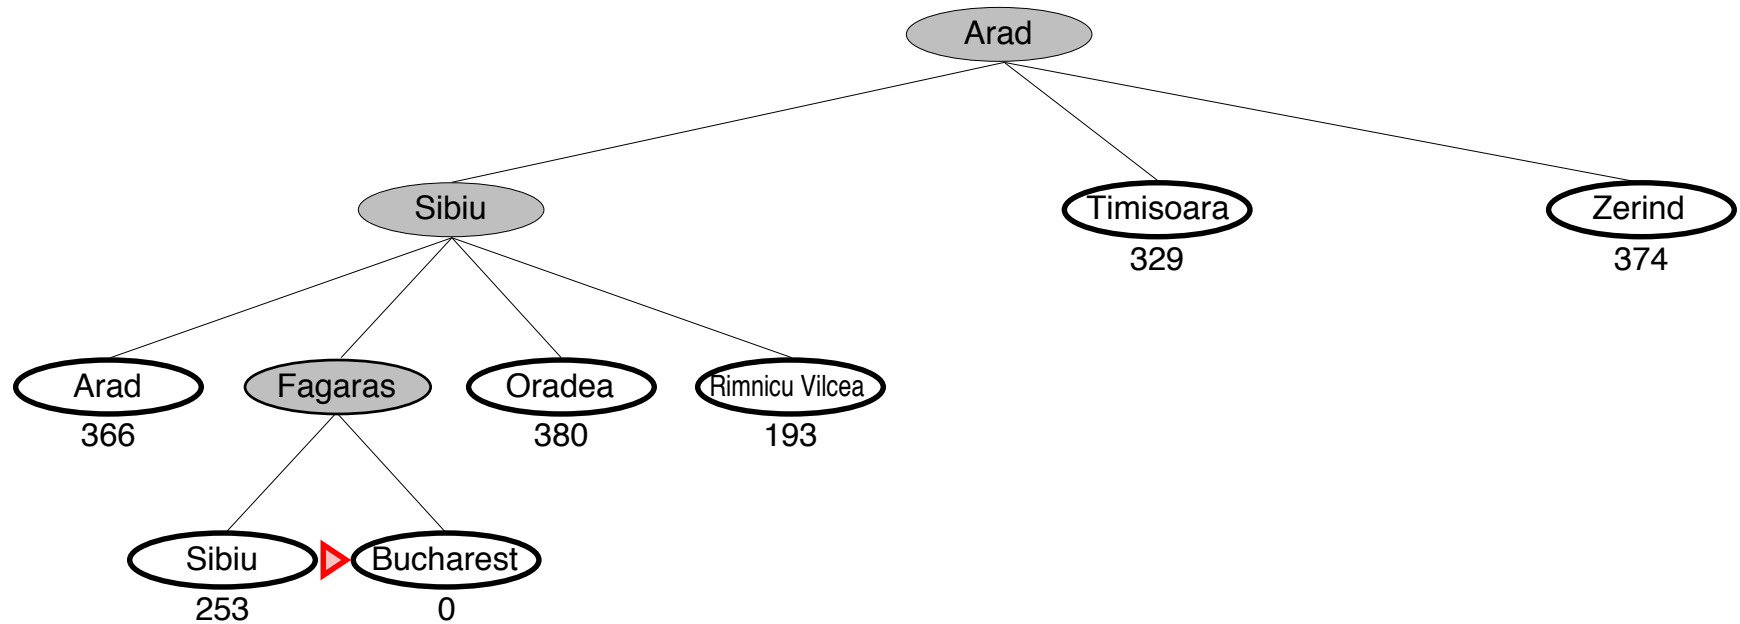 Arad
Sibiu
Timisoara
Zerind
329
374
Arad
Fagaras
Oradea
Rimnicu Vilcea
366
380
193
Sibiu
Bucharest
253
0